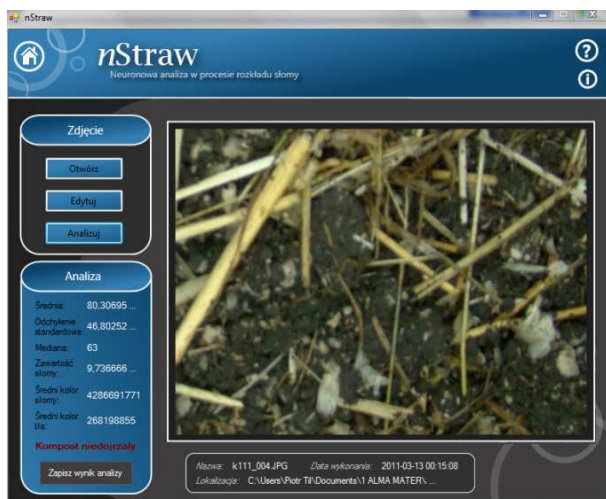 nStraw
nStraw
Neuronowa analiza w procesie rozkładu słomy
?
i
Zdjęcie
Otwórz
Edytuj
Analizuj
Analiza
Średnia: 80,30695 ...
Odchylenie
standardowe: 46,80252 ...
Mediana: 63
Zawartość
słomy: 9,736666 ...
Średni kolor
słomy: 4286691771
Średni kolor
tła: 268198855
Kompost niedojrzały
Zapisz wynik analizy
Nazwa: k111_004.JPG Data wykonania: 2011-03-13 00:15:08
Lokalizacja: C:\Users\Piotr Til\Documents\1 ALMA MATER\: ...